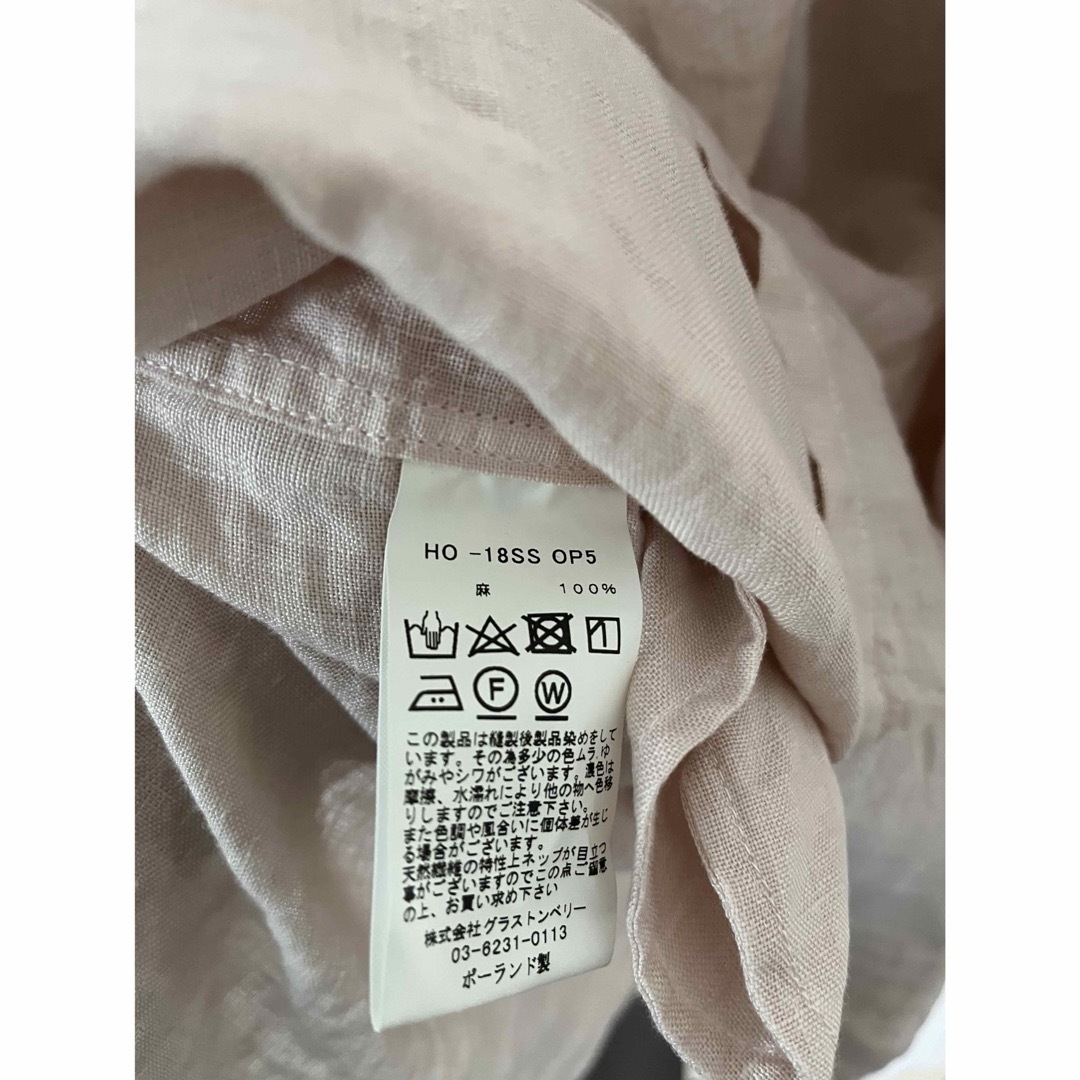 HO -18SS OP5
麻 100%
F W
この製品は縫製後製品染めをして
います。その為多少の色ムラ、ゆ
がみやシワがございます。濃色は
摩擦、水濡れにより他の物へ色移
りしますのでご注意下さい。
また色調や風合いに個体差が生じ
る場合がございます。
天然繊維の特性上ネップが目立つ
事がございますのでこの点ご留意
の上、お買い求め下さい
株式会社グラストンベリー
03-6231-0113
ポーランド製